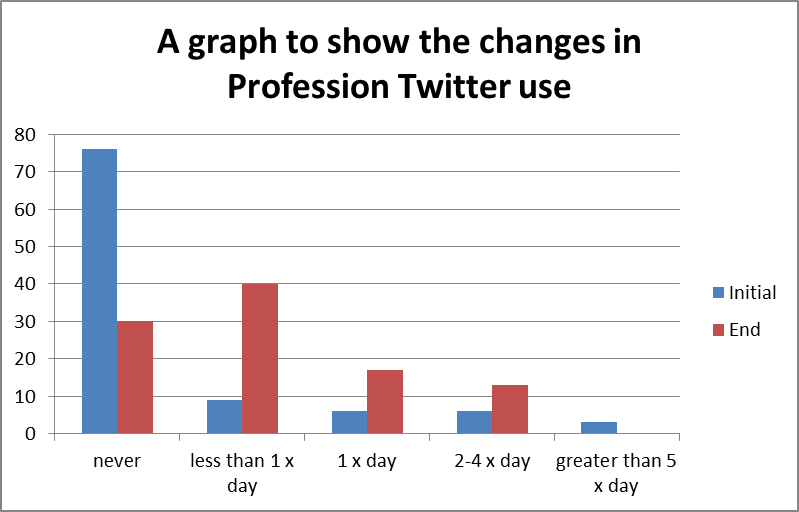 A graph to show the changes in
Profession Twitter use
80
70
60
50
40
30
20
10
0
never
less than 1 x
day
1 x day
2-4 x day
greater than 5
x day
Initial
End